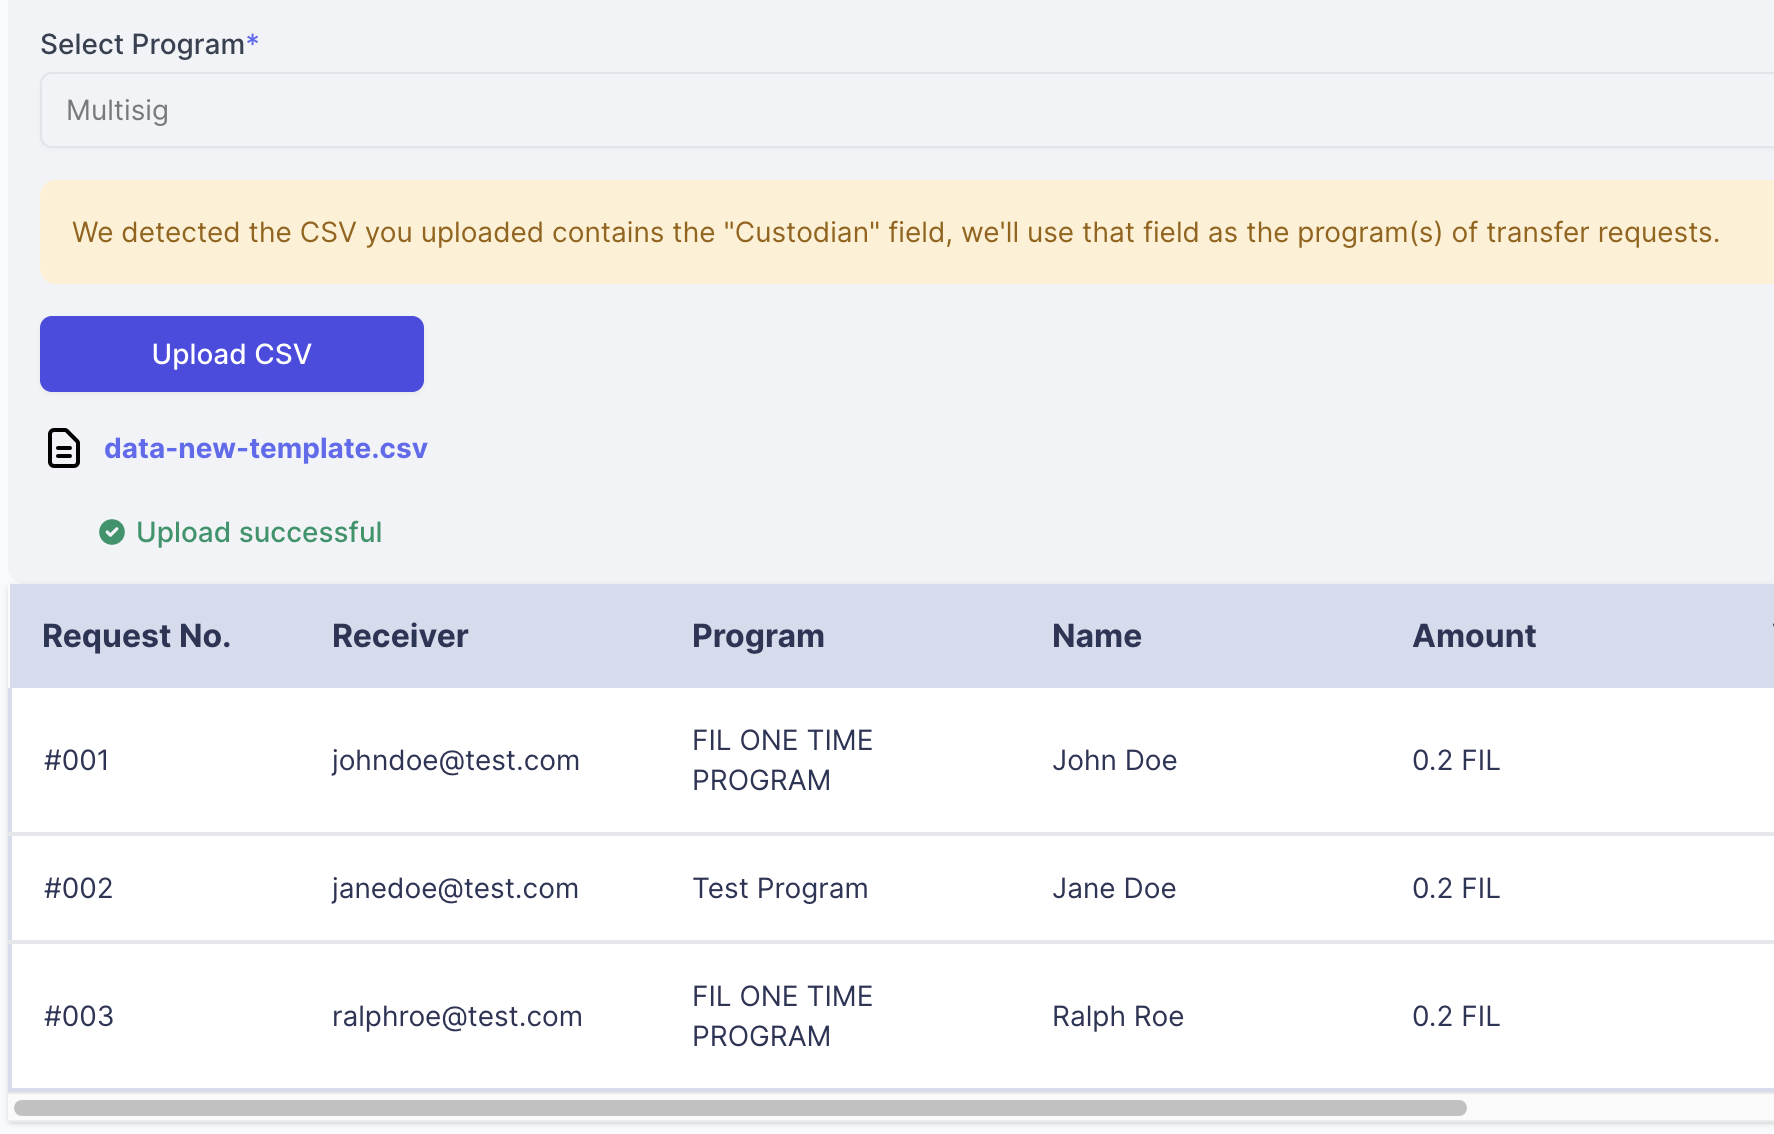 Select Program*
Multisig
We detected the CSV you uploaded contains the "Custodian" field, we'll use that field as the program(s) of transfer requests.
Upload CSV
data-new-template.csv
Upload successful
Request No. Receiver Program Name Amount
#001 johndoe@test.com FIL ONE TIME PROGRAM John Doe 0.2 FIL
#002 janedoe@test.com Test Program Jane Doe 0.2 FIL
#003 ralphroe@test.com FIL ONE TIME PROGRAM Ralph Roe 0.2 FIL